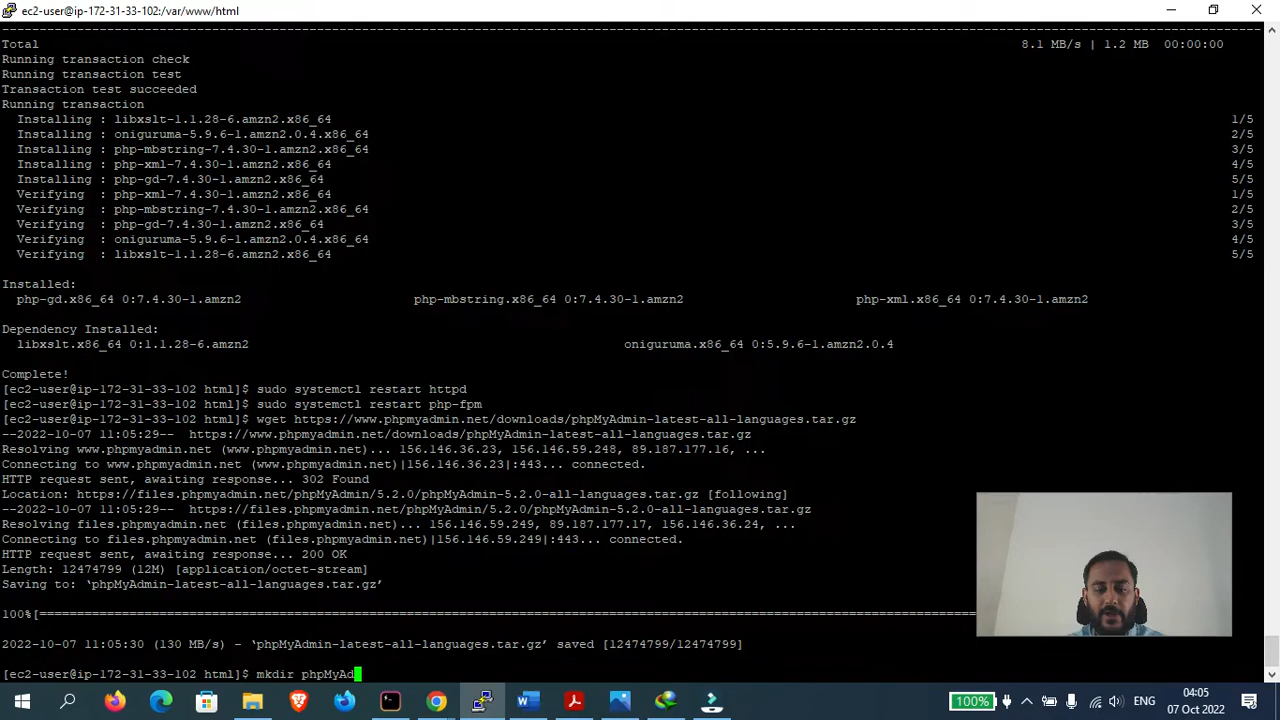 ec2-user@ip-172-31-33-102:/var/www/html
Total 8.1 MB/s | 1.2 MB 00:00:00
Running transaction check
Running transaction test
Transaction test succeeded
Running transaction
Installing : libxslt-1.1.28-6.amzn2.x86_64 1/5
Installing : oniguruma-5.9.6-1.amzn2.0.4.x86_64 2/5
Installing : php-mbstring-7.4.30-1.amzn2.x86_64 3/5
Installing : php-xml-7.4.30-1.amzn2.x86_64 4/5
Installing : php-gd-7.4.30-1.amzn2.x86_64 5/5
Verifying : php-xml-7.4.30-1.amzn2.x86_64 1/5
Verifying : php-mbstring-7.4.30-1.amzn2.x86_64 2/5
Verifying : php-gd-7.4.30-1.amzn2.x86_64 3/5
Verifying : oniguruma-5.9.6-1.amzn2.0.4.x86_64 4/5
Verifying : libxslt-1.1.28-6.amzn2.x86_64 5/5
Installed:
php-gd.x86_64 0:7.4.30-1.amzn2 php-mbstring.x86_64 0:7.4.30-1.amzn2 php-xml.x86_64 0:7.4.30-1.amzn2
Dependency Installed:
libxslt.x86_64 0:1.1.28-6.amzn2 oniguruma.x86_64 0:5.9.6-1.amzn2.0.4
Complete!
[ec2-user@ip-172-31-33-102 html]$ sudo systemctl restart httpd
[ec2-user@ip-172-31-33-102 html]$ sudo systemctl restart php-fpm
[ec2-user@ip-172-31-33-102 html]$ wget https://www.phpmyadmin.net/downloads/phpMyAdmin-latest-all-languages.tar.gz
--2022-10-07 11:05:29-- https://www.phpmyadmin.net/downloads/phpMyAdmin-latest-all-languages.tar.gz
Resolving www.phpmyadmin.net (www.phpmyadmin.net)... 156.146.36.23, 156.146.59.248, 89.187.177.16, ...
Connecting to www.phpmyadmin.net (www.phpmyadmin.net)|156.146.36.23|:443... connected.
HTTP request sent, awaiting response... 302 Found
Location: https://files.phpmyadmin.net/phpMyAdmin/5.2.0/phpMyAdmin-5.2.0-all-languages.tar.gz [following]
--2022-10-07 11:05:29-- https://files.phpmyadmin.net/phpMyAdmin/5.2.0/phpMyAdmin-5.2.0-all-languages.tar.gz
Resolving files.phpmyadmin.net (files.phpmyadmin.net)... 156.146.59.249, 89.187.177.17, 156.146.36.24, ...
Connecting to files.phpmyadmin.net (files.phpmyadmin.net)|156.146.59.249|:443... connected.
HTTP request sent, awaiting response... 200 OK
Length: 12474799 (12M) [application/octet-stream]
Saving to: ‘phpMyAdmin-latest-all-languages.tar.gz’
100%[==============================
2022-10-07 11:05:30 (130 MB/s) - ‘phpMyAdmin-latest-all-languages.tar.gz’ saved [12474799/12474799]
[ec2-user@ip-172-31-33-102 html]$ mkdir phpMyAd
100% ENG 04:05
07 Oct 2022